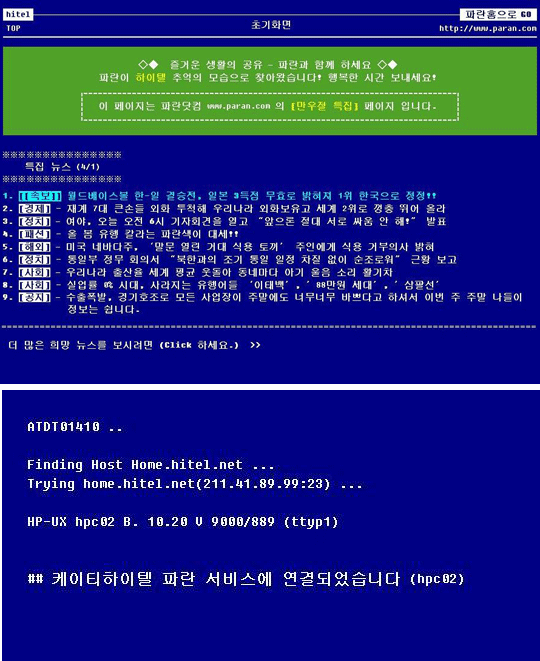 hitel 파란홈으로 GO
TOP 초기화면 http://www.paran.com
◇◆ 즐거운 생활의 공유 - 파란과 함께 하세요 ◇◆
파란이 하이텔 추억의 모습으로 찾아왔습니다! 행복한 시간 보내세요!
이 페이지는 파란닷컴 www.paran.com 의 [만우절 특집] 페이지 입니다.
※※※※※※※※※※※※※※※
특집 뉴스 (4/1)
※※※※※※※※※※※※※※※
1. [[속보]] 월드베이스볼 한-일 결승전, 일본 3득점 무효로 밝혀져 1위 한국으로 정정!!
2. [경제] - 재계 7대 큰손들 외화 투척해 우리나라 외화보유고 세계 2위로 껑충 뛰어 올라
3. [정치] - 여야, 오늘 오전 6시 기자회견을 열고 "앞으론 절대 서로 싸움 안 해!" 발표
4. [패션] - 올 봄 유행 칼라는 파란색이 대세!!
5. [해외] - 미국 네바다주, '말문 열린 거대 식용 토끼' 주인에게 식용 거부의사 밝혀
6. [정치] - 통일부 정무 회의서 "북한과의 조기 통일 일정 차질 없이 순조로워" 근황 보고
7. [사회] - 우리나라 출산율 세계 평균 웃돌아 동네마다 아기 울음 소리 활기차
8. [사회] - 실업률 0% 시대, 사라지는 유행어들 '이태백', '88만원 세대', '삼팔선'
9. [공지] - 수출폭발, 경기호조로 모든 사업장이 주말에도 너무너무 바쁘다고 하셔서 이번 주 주말 나들이
정보는 쉽니다.
더 많은 희망 뉴스를 보시려면 (Click 하세요.) >>
ATDT01410 ..
Finding Host Home.hitel.net ...
Trying home.hitel.net(211.41.89.99:23) ...
HP-UX hpc02 B. 10.20 V 9000/889 (ttyp1)
## 케이티하이텔 파란 서비스에 연결되었습니다 (hpc02)